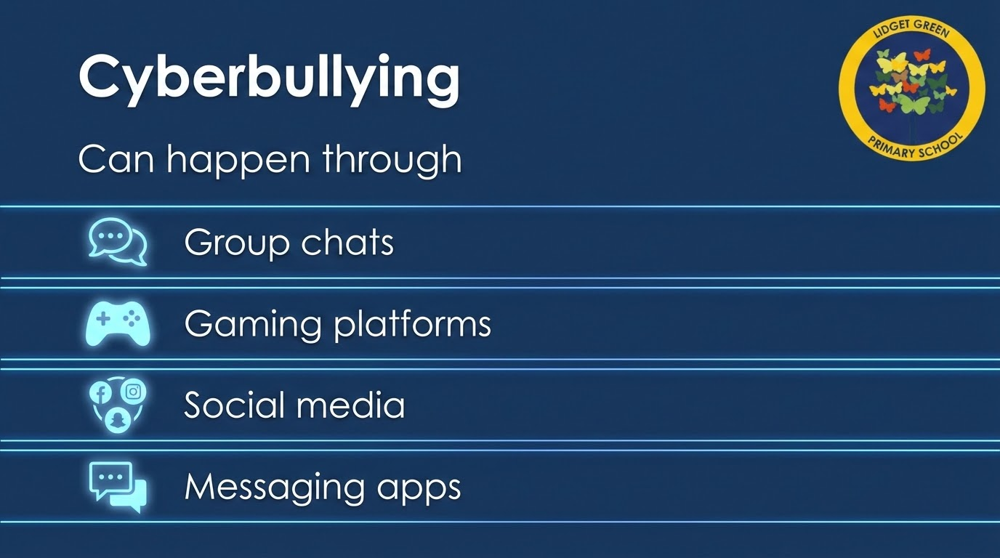 LIDGET GREEN
PRIMARY SCHOOL
Cyberbullying
Can happen through
Group chats
Gaming platforms
Social media
Messaging apps